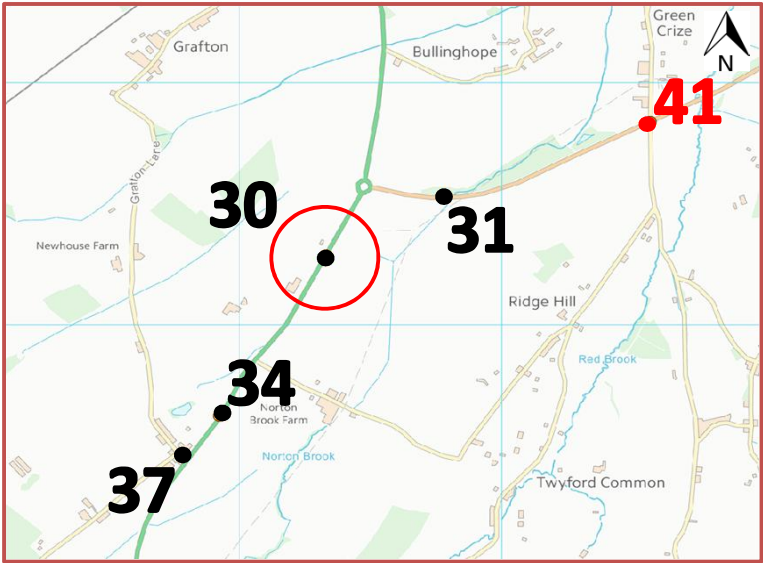 Green
Crize
N
Grafton
Bullinghope
41
Grafton Lane
30
31
Newhouse Farm
Ridge Hill
Red Brook
34
Norton
Brook Farm
Norton Brook
37
Twyford Common